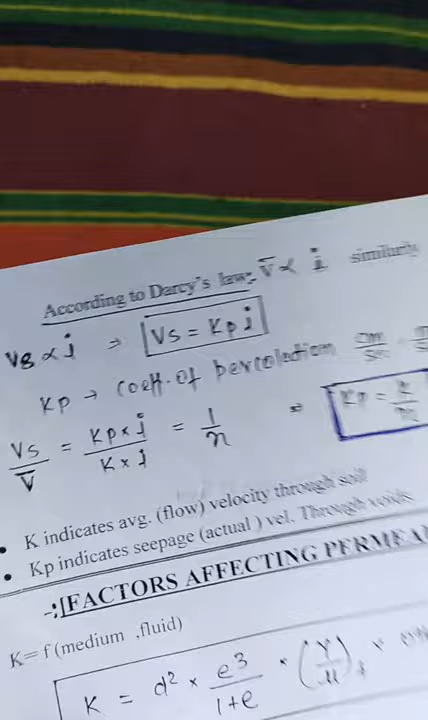 According to Darcy's law:- V̄ ∝ i similarly
Vs ∝ i ⇒ Vs = Kp i
Kp → coeff. of percolation
Vs/V̄ = Kp × i / K × i = 1/n ⇒ Kp = K/n
• K indicates avg. (flow) velocity through soil
• Kp indicates seepage (actual ) vel. Through voids
-:[FACTORS AFFECTING PERMEA
K= f (medium ,fluid)
K = d² × e³/1+e × (γ/μ) ×